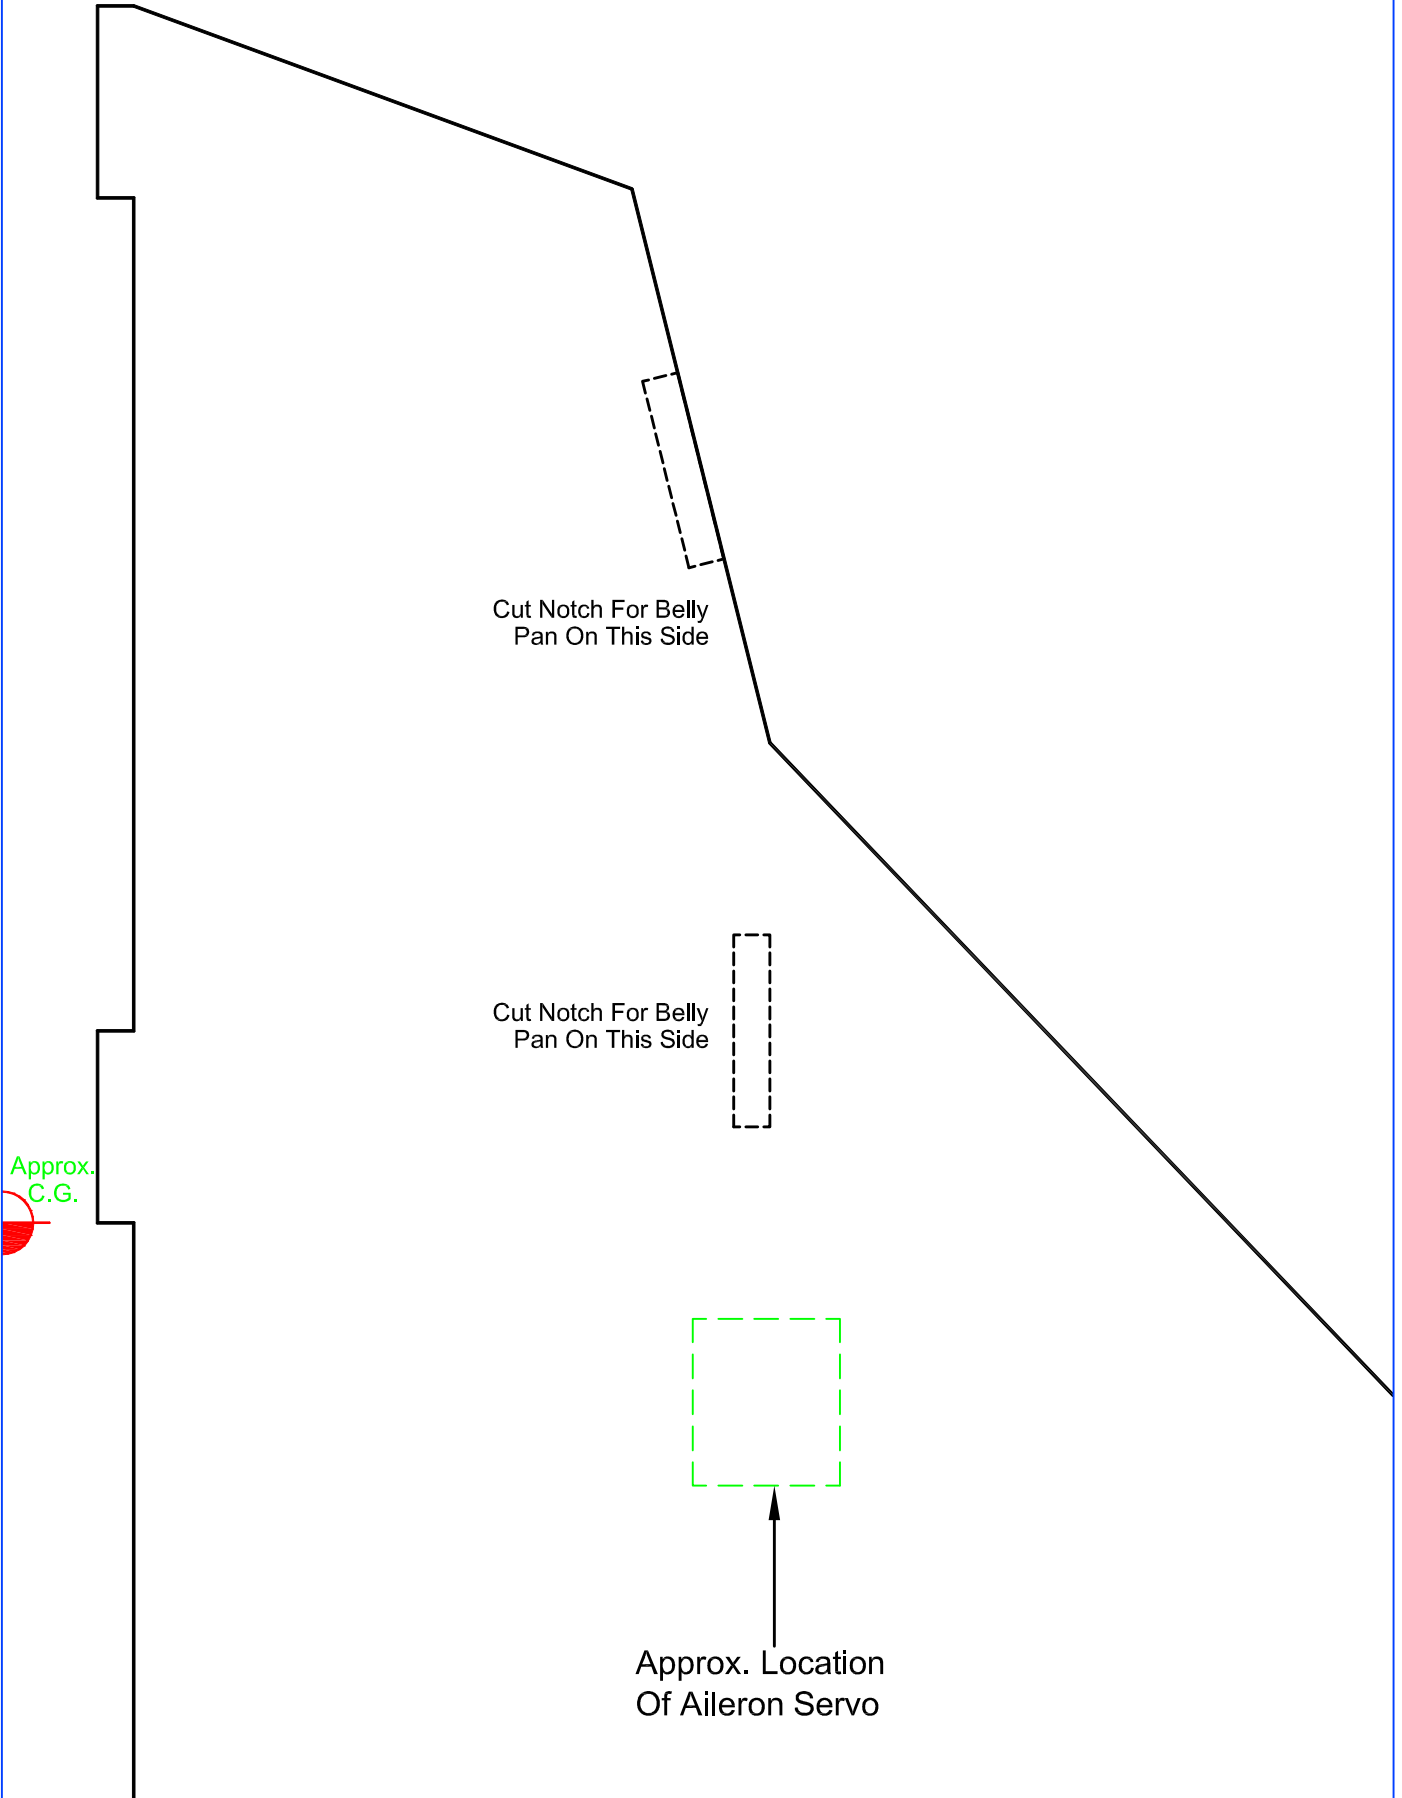 Cut Notch For Belly
Pan On This Side
Cut Notch For Belly
Pan On This Side
Approx.
C.G.
Approx. Location
Of Aileron Servo